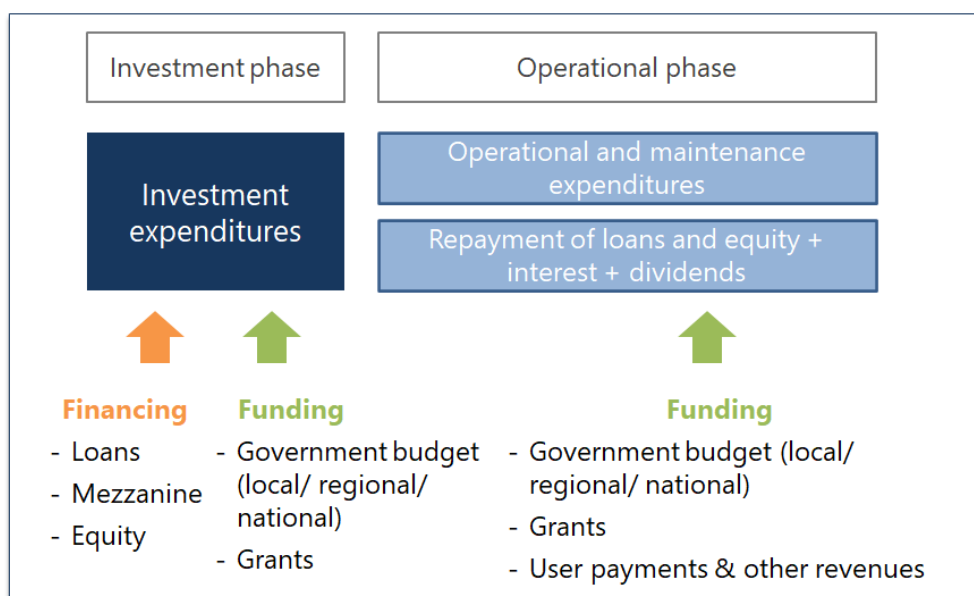 Investment phase
Operational phase
Investment
expenditures
Operational and maintenance
expenditures
Repayment of loans and equity +
interest + dividends
Financing
- Loans
- Mezzanine
- Equity
Funding
- Government budget
(local/ regional/
national)
- Grants
Funding
- Government budget (local/
regional/ national)
- Grants
- User payments & other revenues